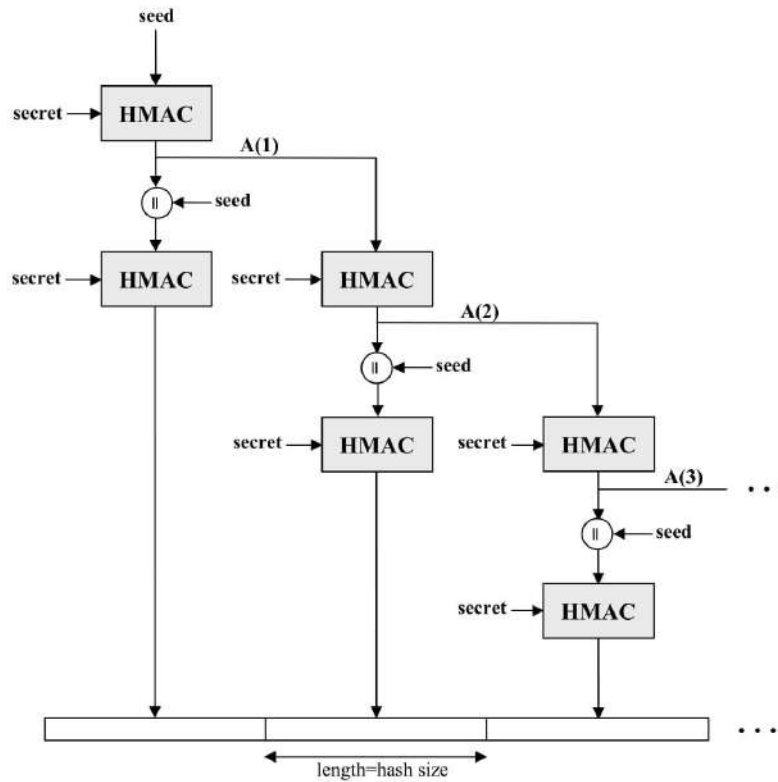 seed
secret HMAC
A(1)
|| seed
secret HMAC secret HMAC
A(2)
|| seed
secret HMAC secret HMAC
A(3) . .
|| seed
secret HMAC
. . .
length=hash size